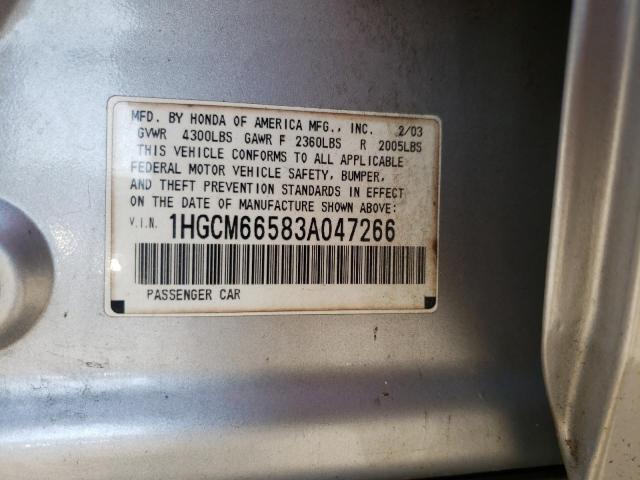 MFD. BY HONDA OF AMERICA MFG., INC. 2/03
GVWR 4300LBS GAWR F 2360LBS R 2005LBS
THIS VEHICLE CONFORMS TO ALL APPLICABLE
FEDERAL MOTOR VEHICLE SAFETY, BUMPER,
AND THEFT PREVENTION STANDARDS IN EFFECT
ON THE DATE OF MANUFACTURE SHOWN ABOVE:
V.I.N. 1HGCM66583A047266
PASSENGER CAR